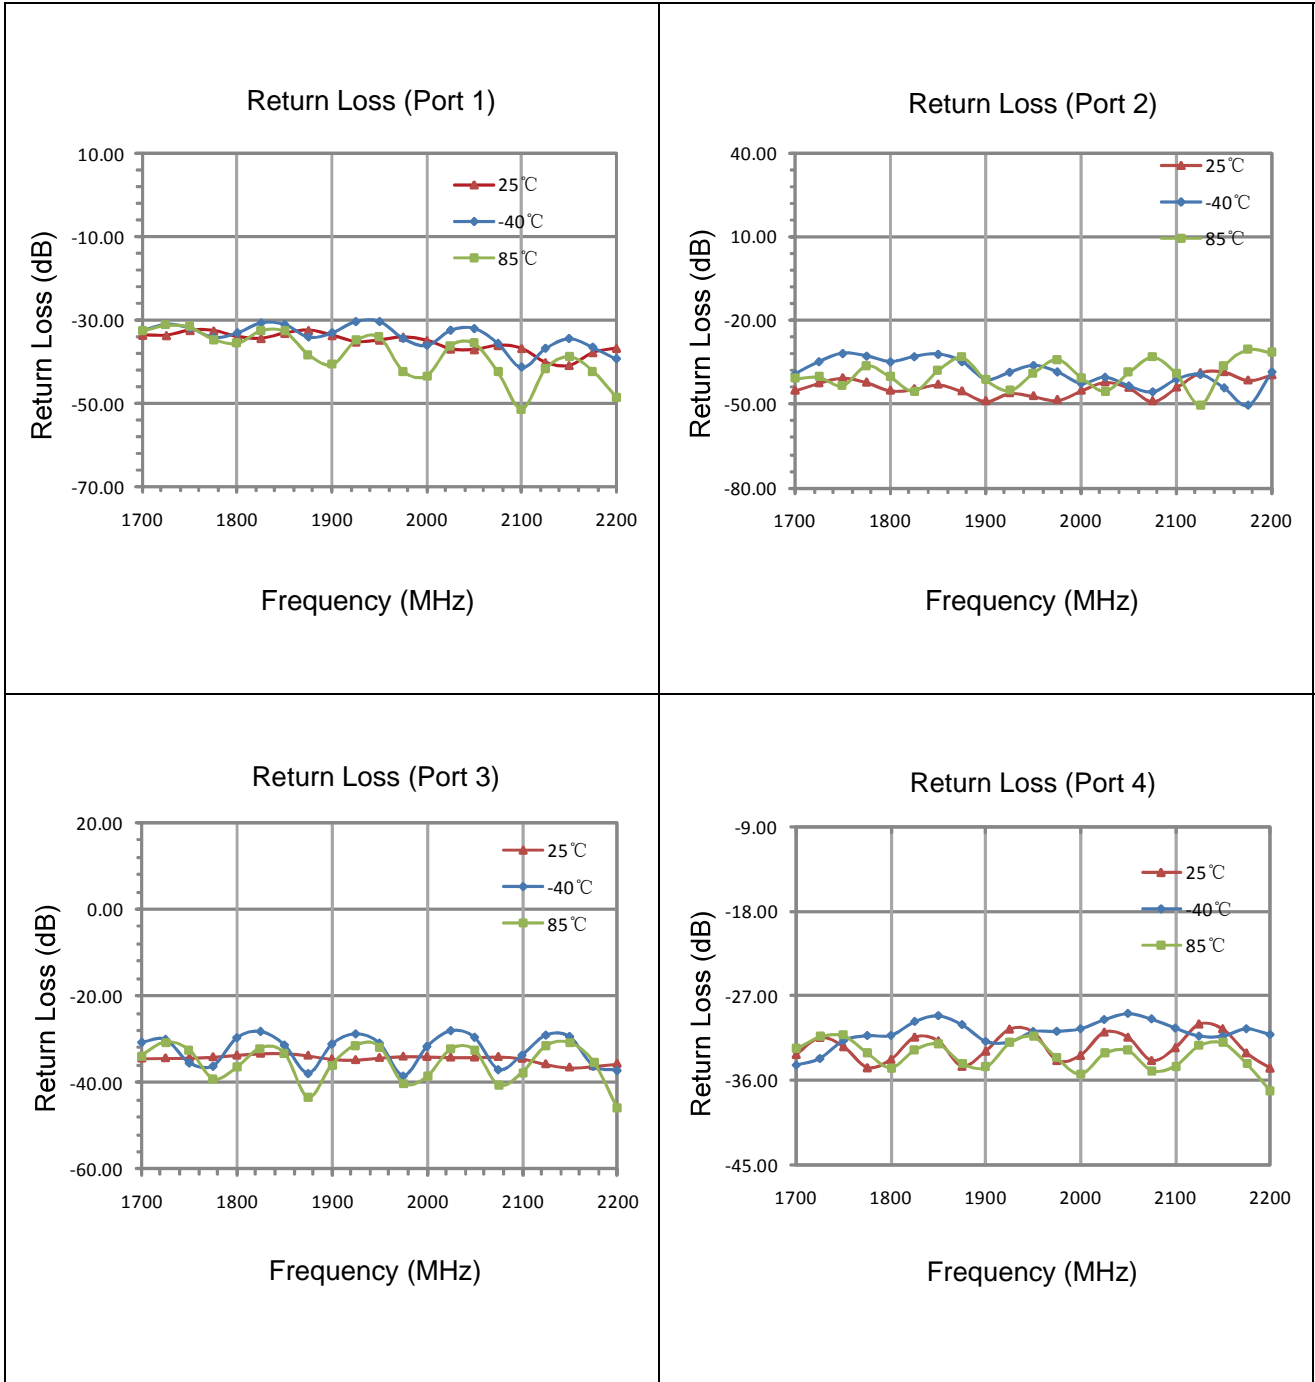 Return Loss (Port 1)
10.00
-10.00
-30.00
-50.00
-70.00
25℃
-40℃
85℃
Return Loss (dB)
1700 1800 1900 2000 2100 2200
Frequency (MHz)
Return Loss (Port 2)
40.00
10.00
-20.00
-50.00
-80.00
25℃
-40℃
85℃
Return Loss (dB)
1700 1800 1900 2000 2100 2200
Frequency (MHz)
Return Loss (Port 3)
20.00
0.00
-20.00
-40.00
-60.00
25℃
-40℃
85℃
Return Loss (dB)
1700 1800 1900 2000 2100 2200
Frequency (MHz)
Return Loss (Port 4)
-9.00
-18.00
-27.00
-36.00
-45.00
25℃
-40℃
85℃
Return Loss (dB)
1700 1800 1900 2000 2100 2200
Frequency (MHz)